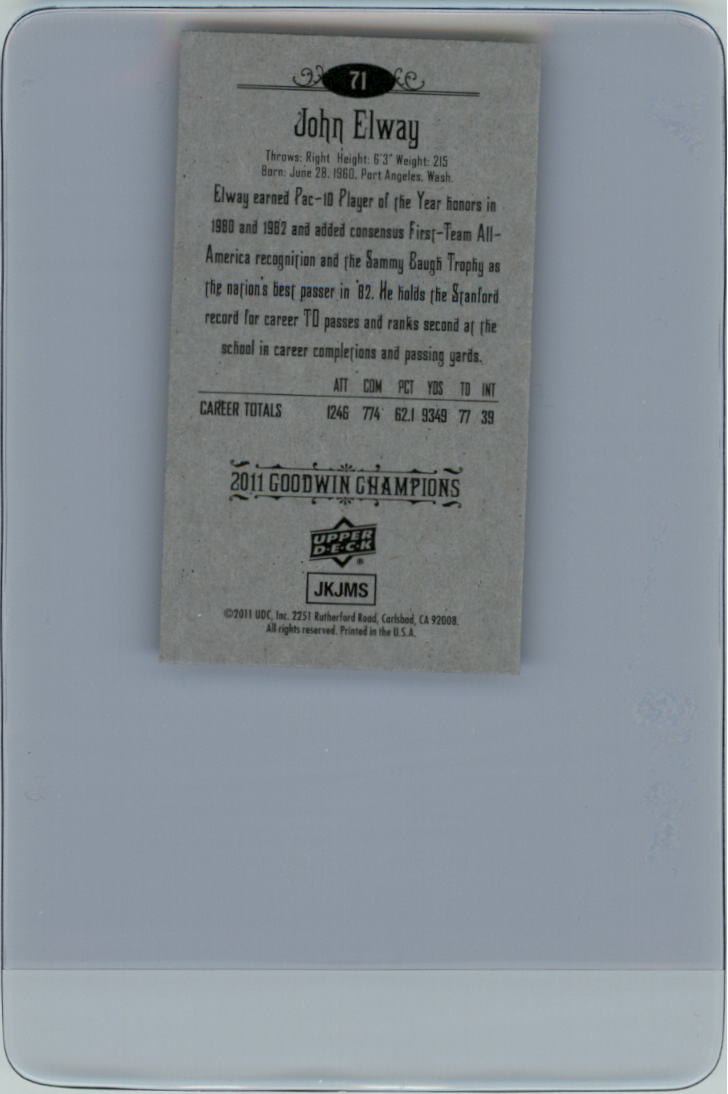 71
John Elway
Throws: Right Height: 6'3" Weight: 215
Born: June 28, 1960, Port Angeles, Wash.
Elway earned Pac-10 Player of the Year honors in
1980 and 1982 and added consensus First-Team All-
America recognition and the Sammy Baugh Trophy as
the nation's best passer in '82. He holds the Stanford
record for career TD passes and ranks second at the
school in career completions and passing yards.
ATT COM PCT YDS TD INT
CAREER TOTALS 1246 774 62.1 9349 77 39
2011 GOODWIN CHAMPIONS
UPPER
D·E·C·K ®
JKJMS
©2011 UDC, Inc. 2251 Rutherford Road, Carlsbad, CA 92008.
All rights reserved. Printed in the U.S.A.